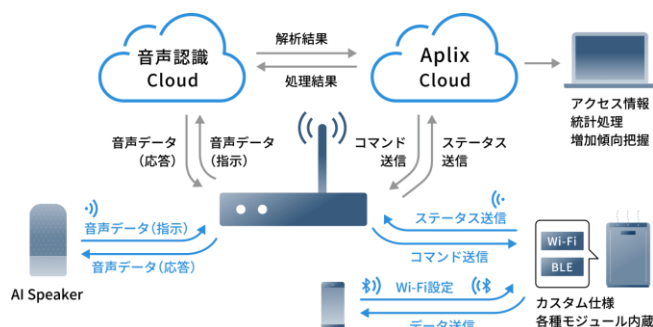 音声認識
Cloud
解析結果
処理結果
Aplix
Cloud
アクセス情報
統計処理
増加傾向把握
音声データ
(応答)
音声データ
(指示)
コマンド
送信
ステータス
送信
音声データ(指示)
音声データ(応答)
AI Speaker
ステータス送信
コマンド送信
Wi-Fi
BLE
Wi-Fi設定
データ送信
カスタム仕様
各種モジュール内蔵